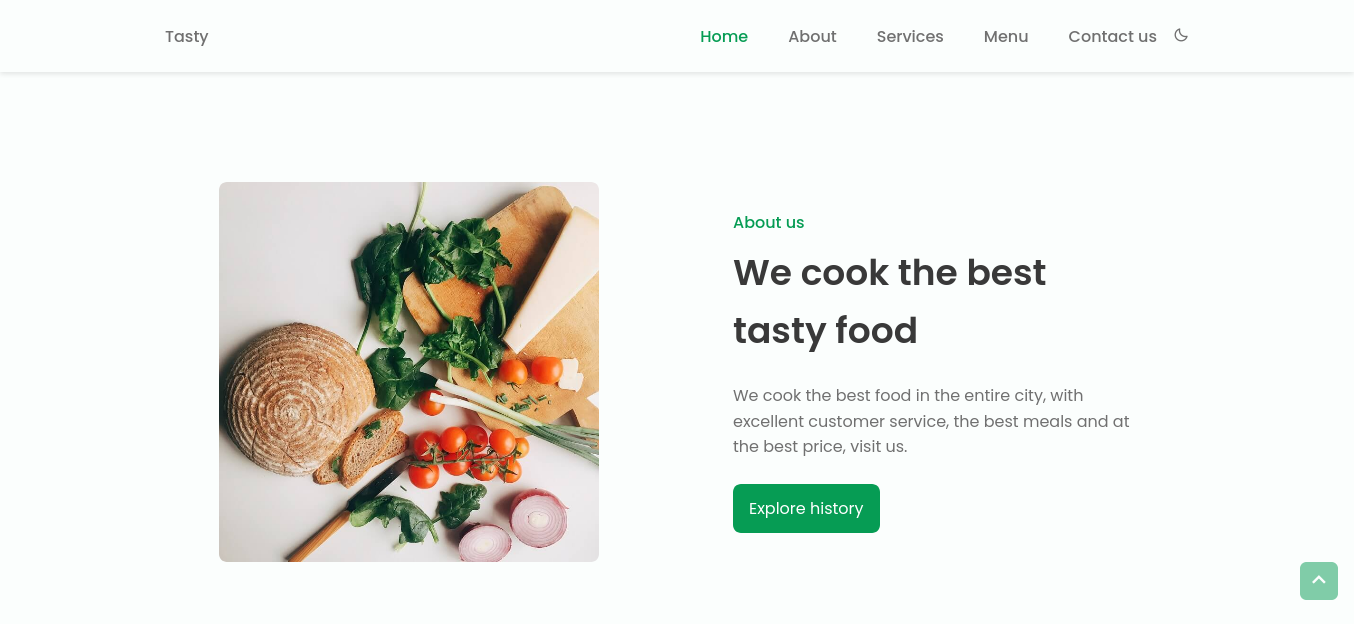 Tasty
Home About Services Menu Contact us
About us
We cook the best
tasty food
We cook the best food in the entire city, with
excellent customer service, the best meals and at
the best price, visit us.
Explore history